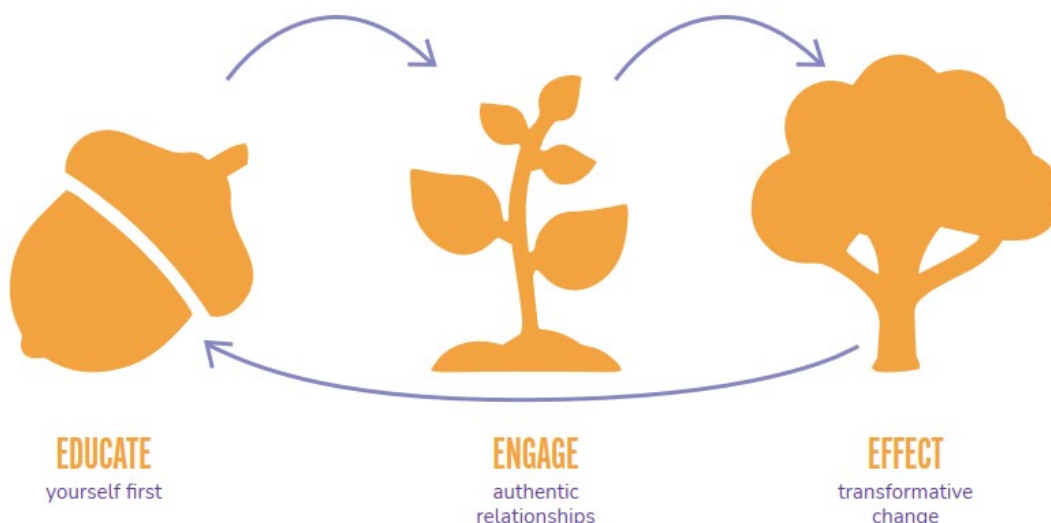 EDUCATE
yourself first
ENGAGE
authentic
relationships
EFFECT
transformative
change